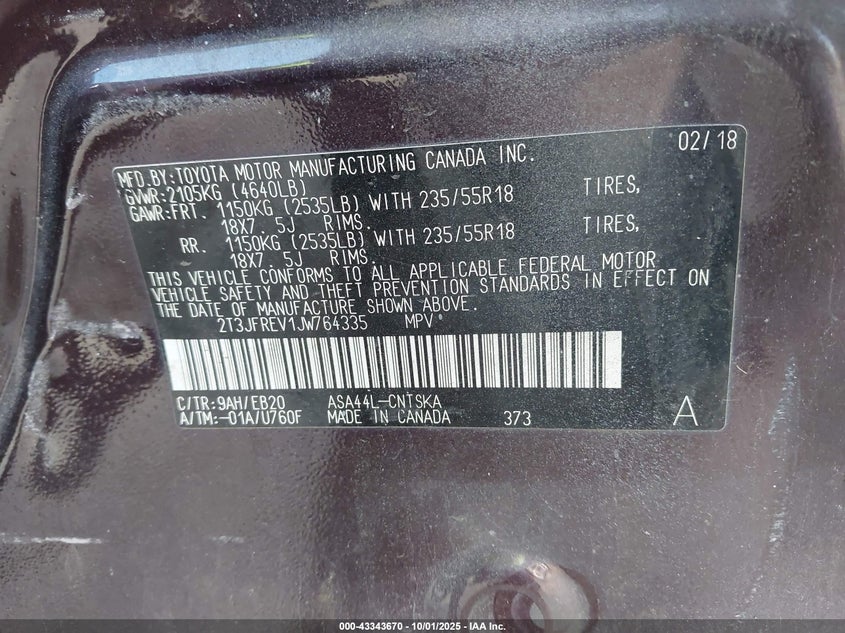 MFD.BY:TOYOTA MOTOR MANUFACTURING CANADA INC. 02/18
GVWR:2105KG (4640LB)
GAWR:FRT. 1150KG (2535LB) WITH 235/55R18 TIRES,
18X7. 5J RIMS.
RR. 1150KG (2535LB) WITH 235/55R18 TIRES,
18X7. 5J RIMS.
THIS VEHICLE CONFORMS TO ALL APPLICABLE FEDERAL MOTOR
VEHICLE SAFETY AND THEFT PREVENTION STANDARDS IN EFFECT ON
THE DATE OF MANUFACTURE SHOWN ABOVE.
2T3JFREV1JW764335 MPV
C/TR:9AH/EB20 ASA44L-CNTSKA
A/TM:-01A/U760F MADE IN CANADA 373 A
000-43343670 - 10/01/2025 - IAA Inc.